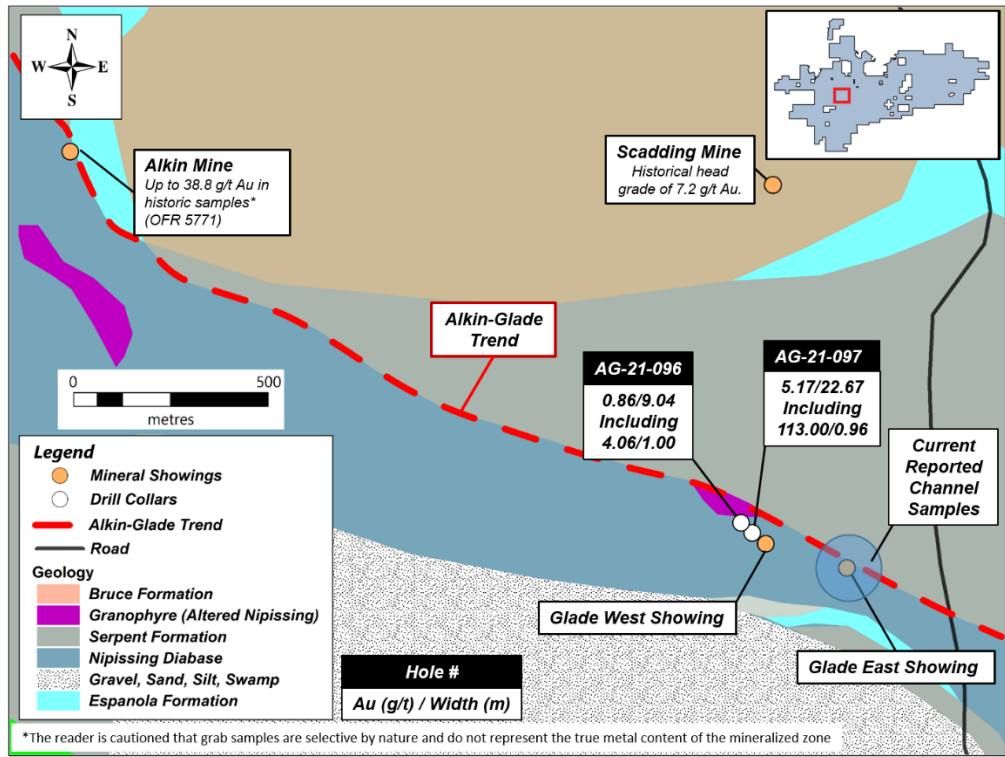 N
W E
S
Alkin Mine
Up to 38.8 g/t Au in
historic samples*
(OFR 5771)
Scadding Mine
Historical head
grade of 7.2 g/t Au.
Alkin-Glade
Trend
AG-21-096
0.86/9.04
Including
4.06/1.00
AG-21-097
5.17/22.67
Including
113.00/0.96
Current
Reported
Channel
Samples
0 500
metres
Legend
Mineral Showings
Drill Collars
Alkin-Glade Trend
Road
Geology
Bruce Formation
Granophyre (Altered Nipissing)
Serpent Formation
Nipissing Diabase
Gravel, Sand, Silt, Swamp
Espanola Formation
Glade West Showing
Glade East Showing
Hole #
Au (g/t) / Width (m)
*The reader is cautioned that grab samples are selective by nature and do not represent the true metal content of the mineralized zone